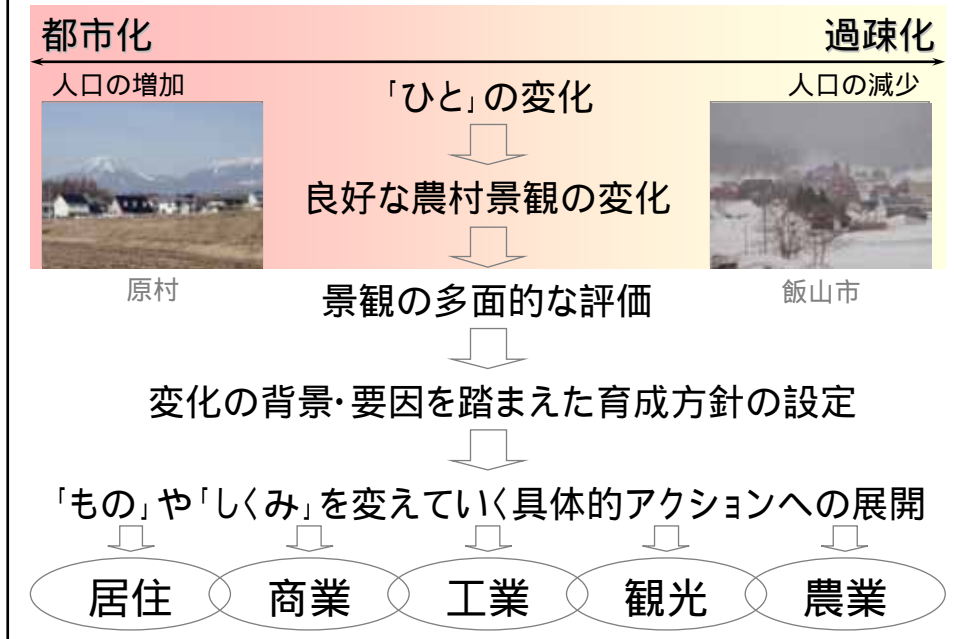 都市化
過疎化
人口の増加
「ひと」の変化
人口の減少
良好な農村景観の変化
原村
飯山市
景観の多面的な評価
変化の背景・要因を踏まえた育成方針の設定
「もの」や「しくみ」を変えていく具体的アクションへの展開
居住
商業
工業
観光
農業